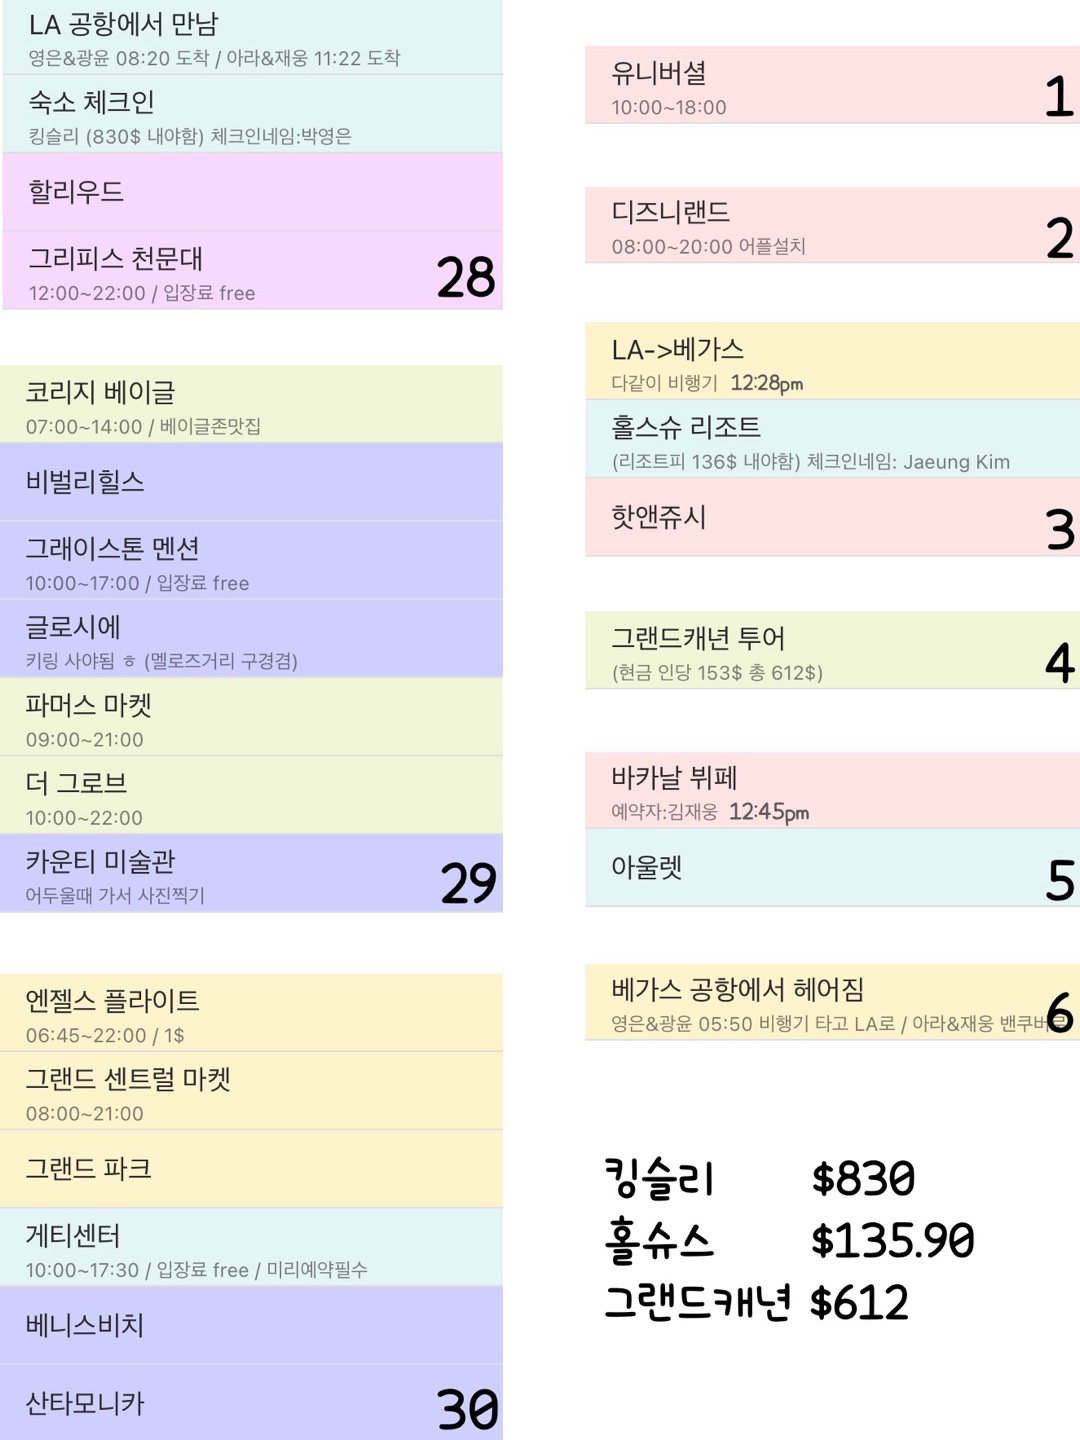 LA 공항에서 만남
영은&광윤 08:20 도착 / 아라&재웅 11:22 도착
숙소 체크인
킹슬리 (830$ 내야함) 체크인네임:박영은
할리우드
그리피스 천문대
12:00~22:00 / 입장료 free
28
코리지 베이글
07:00~14:00 / 베이글존맛집
비벌리힐스
그래이스톤 멘션
10:00~17:00 / 입장료 free
글로시에
키링 사야됨 ㅎ (멜로즈거리 구경겸)
파머스 마켓
09:00~21:00
더 그로브
10:00~22:00
카운티 미술관
어두울때 가서 사진찍기
29
엔젤스 플라이트
06:45~22:00 / 1$
그랜드 센트럴 마켓
08:00~21:00
그랜드 파크
게티센터
10:00~17:30 / 입장료 free / 미리예약필수
베니스비치
산타모니카
30
유니버셜
10:00~18:00
1
디즈니랜드
08:00~20:00 어플설치
2
LA->베가스
다같이 비행기 12:28pm
홀스슈 리조트
(리조트피 136$ 내야함) 체크인네임: Jaeung Kim
핫앤쥬시
3
그랜드캐년 투어
(현금 인당 153$ 총 612$)
4
바카날 뷔페
예약자:김재웅 12:45pm
아울렛
5
베가스 공항에서 헤어짐
영은&광윤 05:50 비행기 타고 LA로 / 아라&재웅
6
킹슬리 $830
홀슈스 $135.90
그랜드캐년 $612